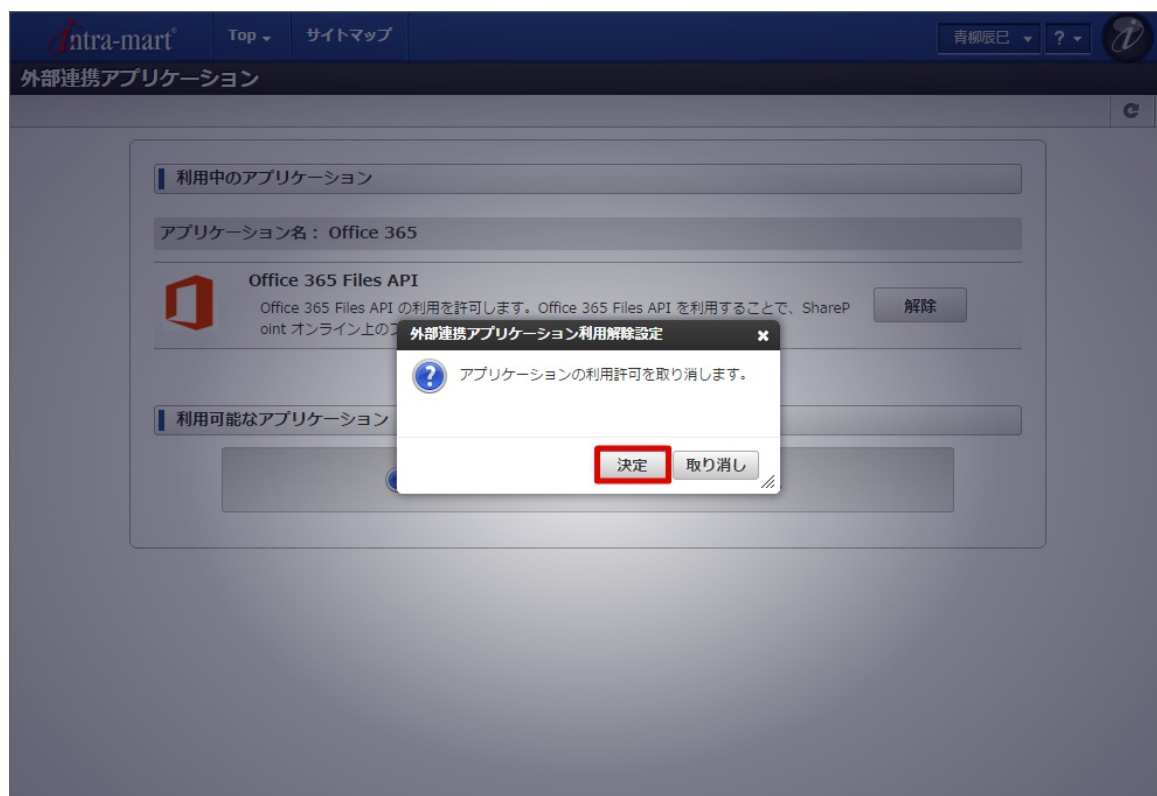 intra-mart® Top サイトマップ 青柳辰巳 ?
外部連携アプリケーション
利用中のアプリケーション
アプリケーション名： Office 365
Office 365 Files API
Office 365 Files API の利用を許可します。Office 365 Files API を利用することで、ShareP
oint オンライン上の
解除
外部連携アプリケーション利用解除設定
アプリケーションの利用許可を取り消します。
決定 取り消し
利用可能なアプリケーション